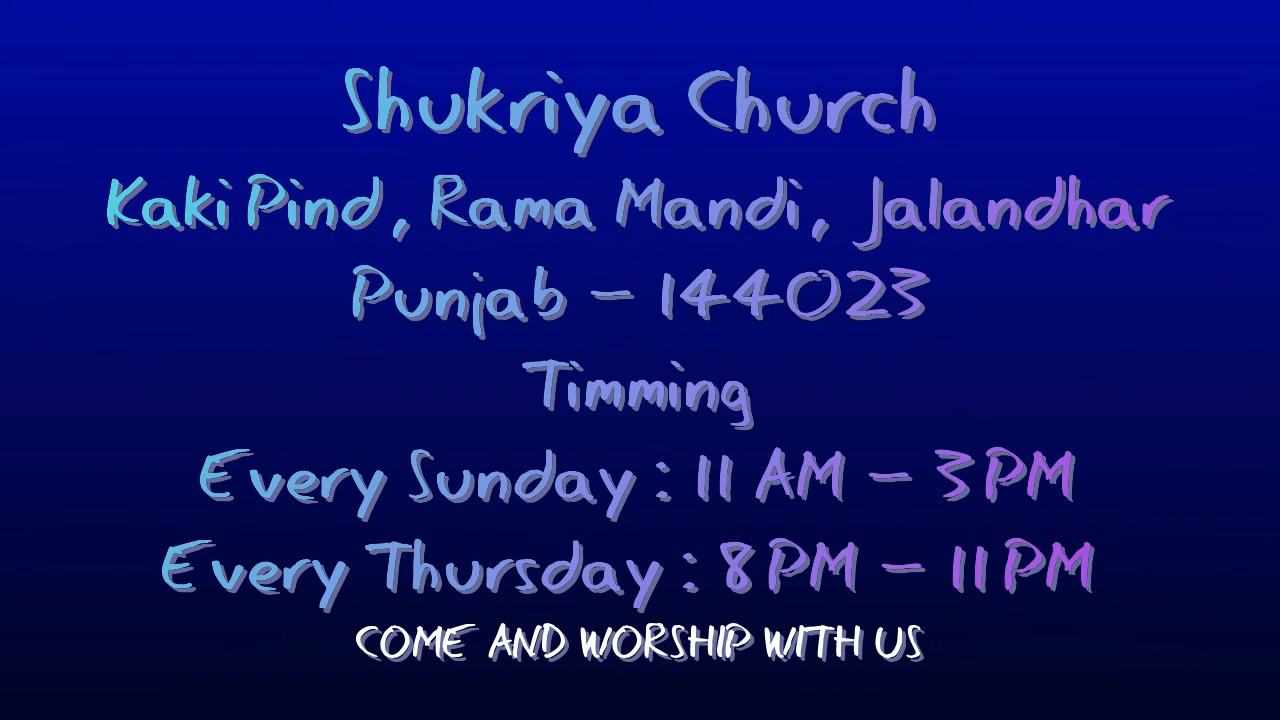 Shukriya Church
Kaki Pind, Rama Mandi, Jalandhar
Punjab - 144023
Timming
Every Sunday : 11 AM - 3PM
Every Thursday : 8PM - 11PM
COME AND WORSHIP WITH US